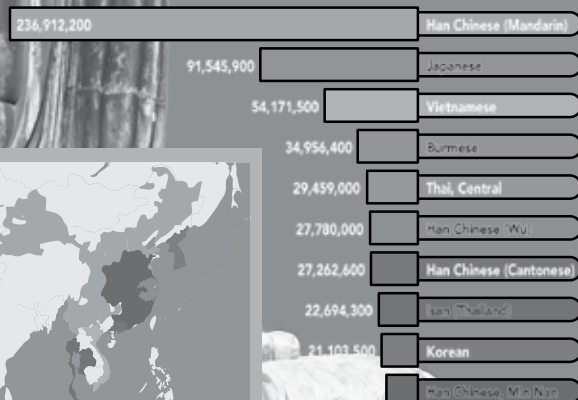 236,912,200 Han Chinese (Mandarin)
91,545,900 Japanese
54,171,500 Vietnamese
34,956,400 Burmese
29,459,000 Thai, Central
27,780,000 Han Chinese (Wu)
27,262,600 Han Chinese (Cantonese)
22,694,300 Isan (Thailand)
21,103,500 Korean
Han Chinese, Min Nan